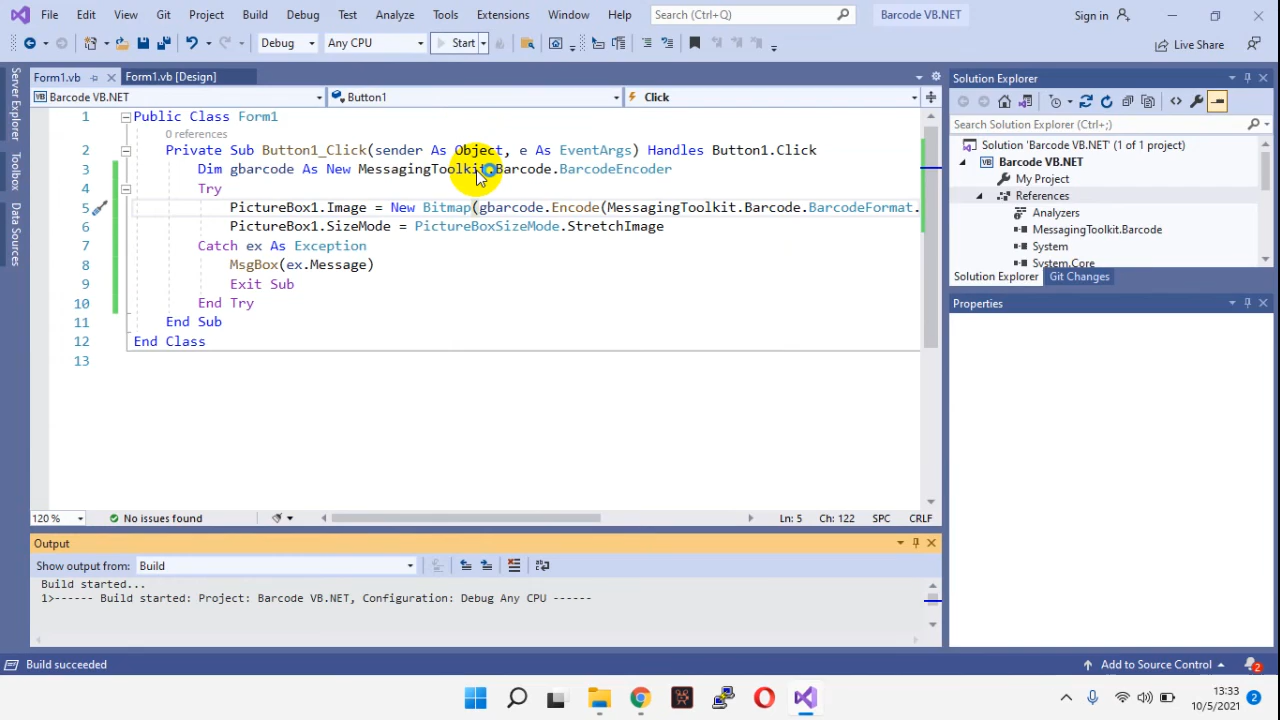 File Edit View Git Project Build Debug Test Analyze Tools Extensions Window Help Search (Ctrl+Q) Barcode VB.NET Sign in
Debug Any CPU Start Live Share
Form1.vb Form1.vb [Design] Solution Explorer
Barcode VB.NET Button1 Click
Search Solution Explorer (Ctrl+;)
Server Explorer
Toolbox
Data Sources
1 Public Class Form1
0 references
2 Private Sub Button1_Click(sender As Object, e As EventArgs) Handles Button1.Click
3 Dim gbarcode As New MessagingToolkit.Barcode.BarcodeEncoder
4 Try
5 PictureBox1.Image = New Bitmap(gbarcode.Encode(MessagingToolkit.Barcode.BarcodeFormat.
6 PictureBox1.SizeMode = PictureBoxSizeMode.StretchImage
7 Catch ex As Exception
8 MsgBox(ex.Message)
9 Exit Sub
10 End Try
11 End Sub
12 End Class
13
Solution 'Barcode VB.NET' (1 of 1 project)
Barcode VB.NET
My Project
References
Analyzers
MessagingToolkit.Barcode
System
System.Core
Solution Explorer Git Changes
Properties
120 % No issues found Ln: 5 Ch: 122 SPC CRLF
Output
Show output from: Build
Build started...
1>------ Build started: Project: Barcode VB.NET, Configuration: Debug Any CPU ------
Build succeeded Add to Source Control 2
13:33
10/5/2021 2